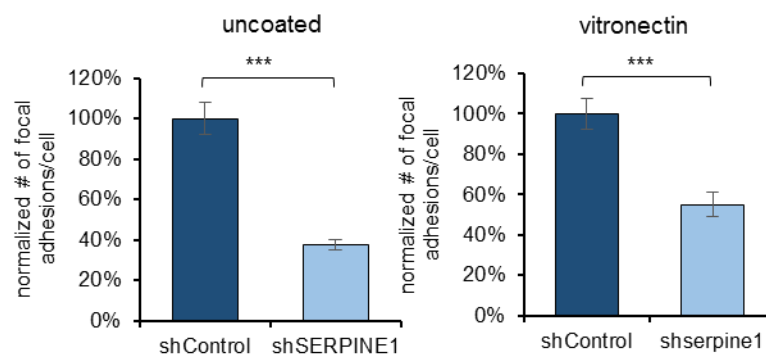 uncoated
***
normalized # of focal
adhesions/cell
120%
100%
80%
60%
40%
20%
0%
shControl
shSERPINE1
vitronectin
***
normalized # of focal
adhesions/cell
120%
100%
80%
60%
40%
20%
0%
shControl
shserpine1